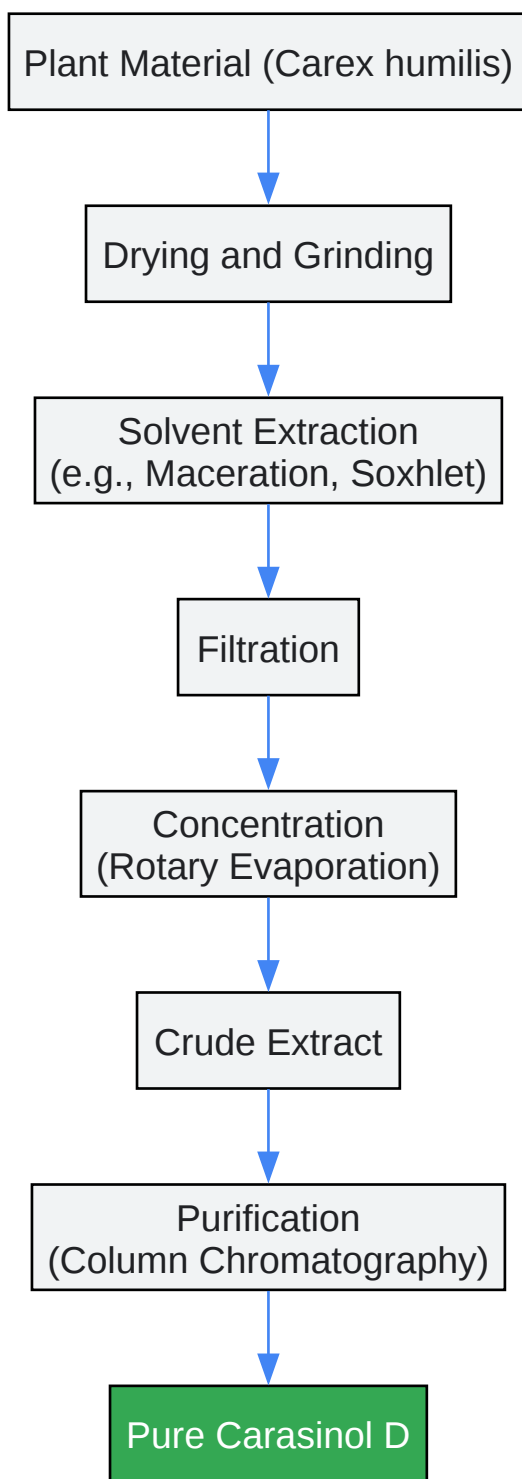 Plant Material (Carex humilis)
Drying and Grinding
Solvent Extraction
(e.g., Maceration, Soxhlet)
Filtration
Concentration
(Rotary Evaporation)
Crude Extract
Purification
(Column Chromatography)
Pure Carasinol D